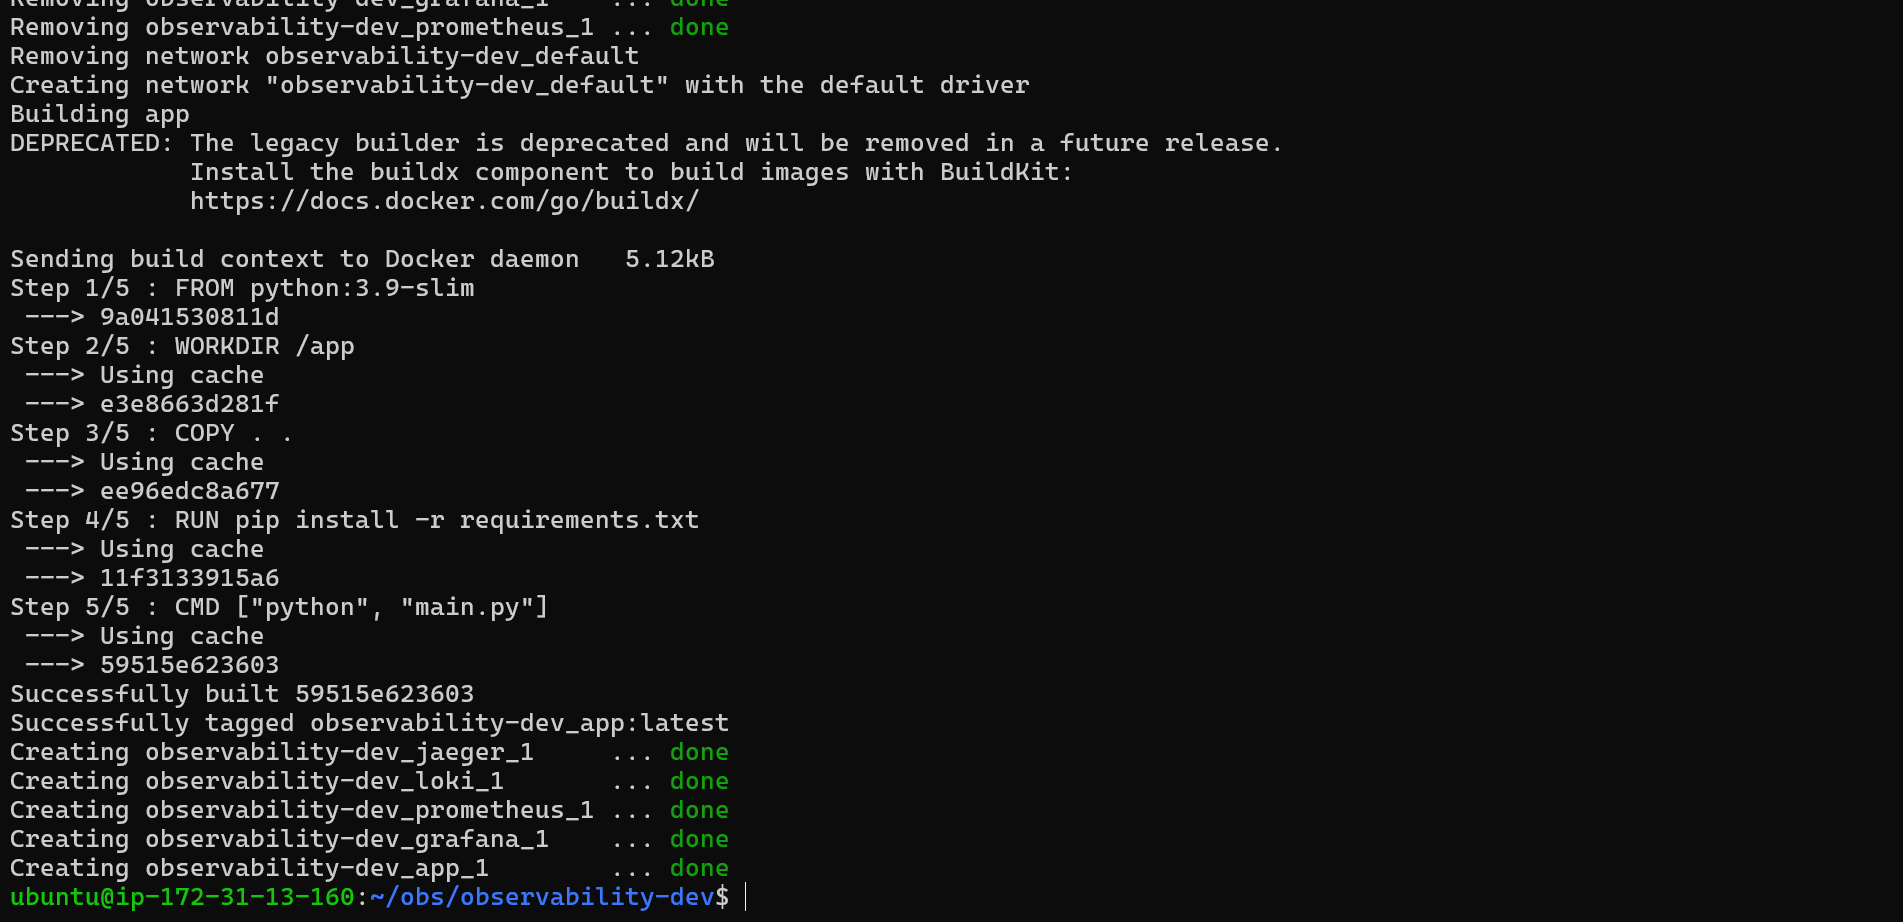 Removing observability-dev_grafana_1    ... done
Removing observability-dev_prometheus_1 ... done
Removing network observability-dev_default
Creating network "observability-dev_default" with the default driver
Building app
DEPRECATED: The legacy builder is deprecated and will be removed in a future release.
            Install the buildx component to build images with BuildKit:
            https://docs.docker.com/go/buildx/

Sending build context to Docker daemon   5.12kB
Step 1/5 : FROM python:3.9-slim
 ---> 9a041530811d
Step 2/5 : WORKDIR /app
 ---> Using cache
 ---> e3e8663d281f
Step 3/5 : COPY . .
 ---> Using cache
 ---> ee96edc8a677
Step 4/5 : RUN pip install -r requirements.txt
 ---> Using cache
 ---> 11f3133915a6
Step 5/5 : CMD ["python", "main.py"]
 ---> Using cache
 ---> 59515e623603
Successfully built 59515e623603
Successfully tagged observability-dev_app:latest
Creating observability-dev_jaeger_1     ... done
Creating observability-dev_loki_1       ... done
Creating observability-dev_prometheus_1 ... done
Creating observability-dev_grafana_1    ... done
Creating observability-dev_app_1        ... done
ubuntu@ip-172-31-13-160:~/obs/observability-dev$